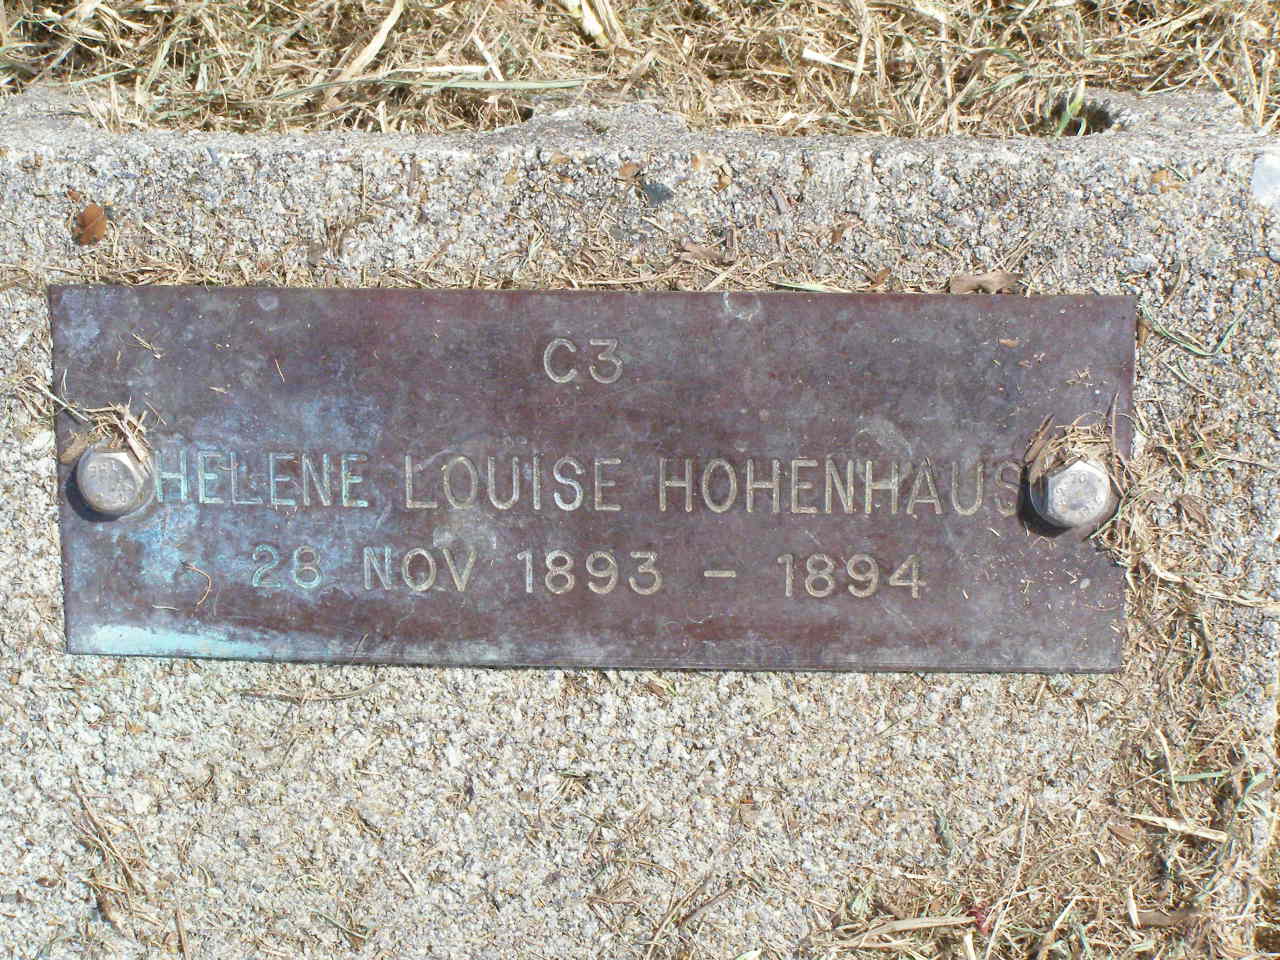 C3
HELENE LOUISE HOHENHAUS
28 NOV 1893 – 1894